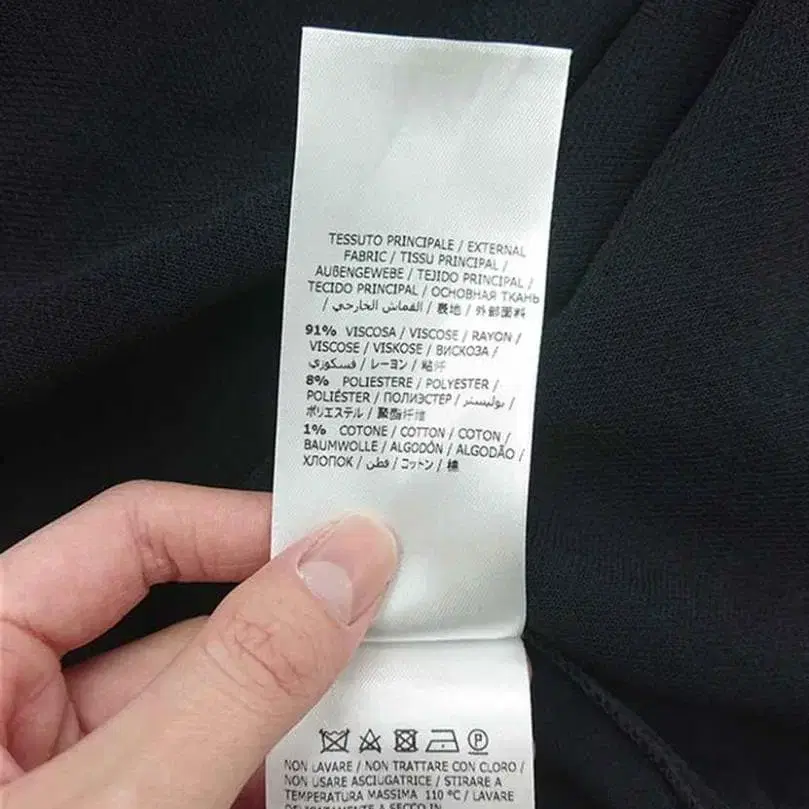 TESSUTO PRINCIPALE / EXTERNAL
FABRIC / TISSU PRINCIPAL /
AUßENGEWEBE / TEJIDO PRINCIPAL /
TECIDO PRINCIPAL / ОСНОВНАЯ ТКАНЬ
/ القماش الخارجي / 表地 / 外部面料
91% VISCOSA / VISCOSE / RAYON /
VISCOSE / VISKOSE / ВИСКОЗА /
فسكوزي / レーヨン / 粘纤
8% POLIESTERE / POLYESTER /
POLIÉSTER / ПОЛИЭСТЕР / بوليستر /
ポリエステル / 聚酯纤维
1% COTONE / COTTON / COTON /
BAUMWOLLE / ALGODÓN / ALGODÃO /
ХЛОПОК / قطن / コットン / 棉
P
NON LAVARE / NON TRATTARE CON CLORO /
NON USARE ASCIUGATRICE / STIRARE A
TEMPERATURA MASSIMA 110 °C / LAVARE
A SECCO IN